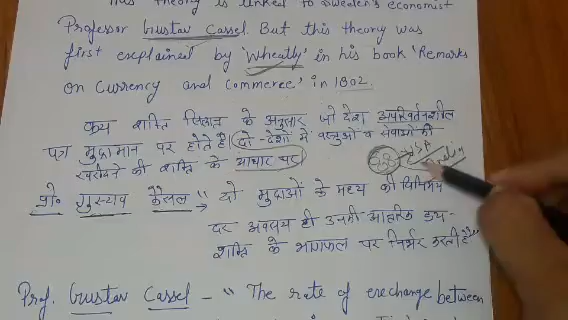 This theory is linked to Sweden's economist
Professor Gustav Cassel. But this theory was
first explained by 'Wheatly' in his book 'Remarks
on Currency and Commerce' in 1802.
क्रय शक्ति सिद्धान्त के अनुसार जो देश अपरिवर्तनशील
पत्र मुद्रामान पर होते हैं। दो देशों में वस्तुओं व सेवाओं की
खरीदने की शक्ति के आधार पर।
USA
India
प्रो. गुस्टाव कैसल → "दो मुद्राओं के मध्य की विनिमय
दर अवश्य ही उनकी आन्तरिक क्रय-
शक्ति के भागफल पर निर्भर करती है"
Prof. Gustav Cassel - "The rate of exchange between